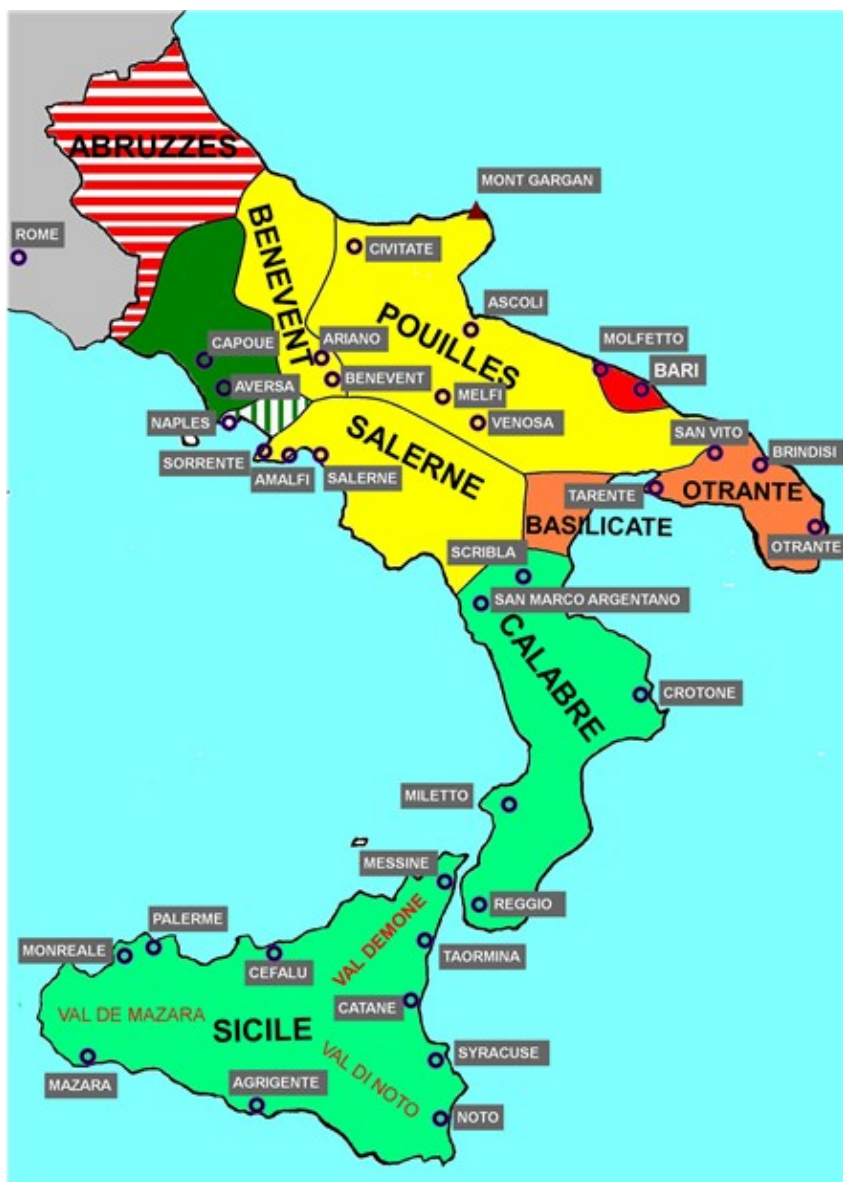 ABRUZZES
MONT GARGAN
ROME
BENEVENT
CIVITATE
POUILLES
ASCOLI
MOLFETTO
CAPOUE
ARIANO
BARI
AVERSA
BENEVENT
MELFI
NAPLES
VENOSA
SALERNE
SAN VITO
BRINDISI
SORRENTE
AMALFI
SALERNE
TARENTE
OTRANTE
BASILICATE
OTRANTE
SCRIBLA
SAN MARCO ARGENTANO
CALABRE
CROTONE
MILETTO
MESSINE
REGGIO
PALERME
VAL DEMONE
MONREALE
CEFALU
TAORMINA
VAL DE MAZARA
SICILE
CATANE
VAL DI NOTO
SYRACUSE
MAZARA
AGRIGENTE
NOTO